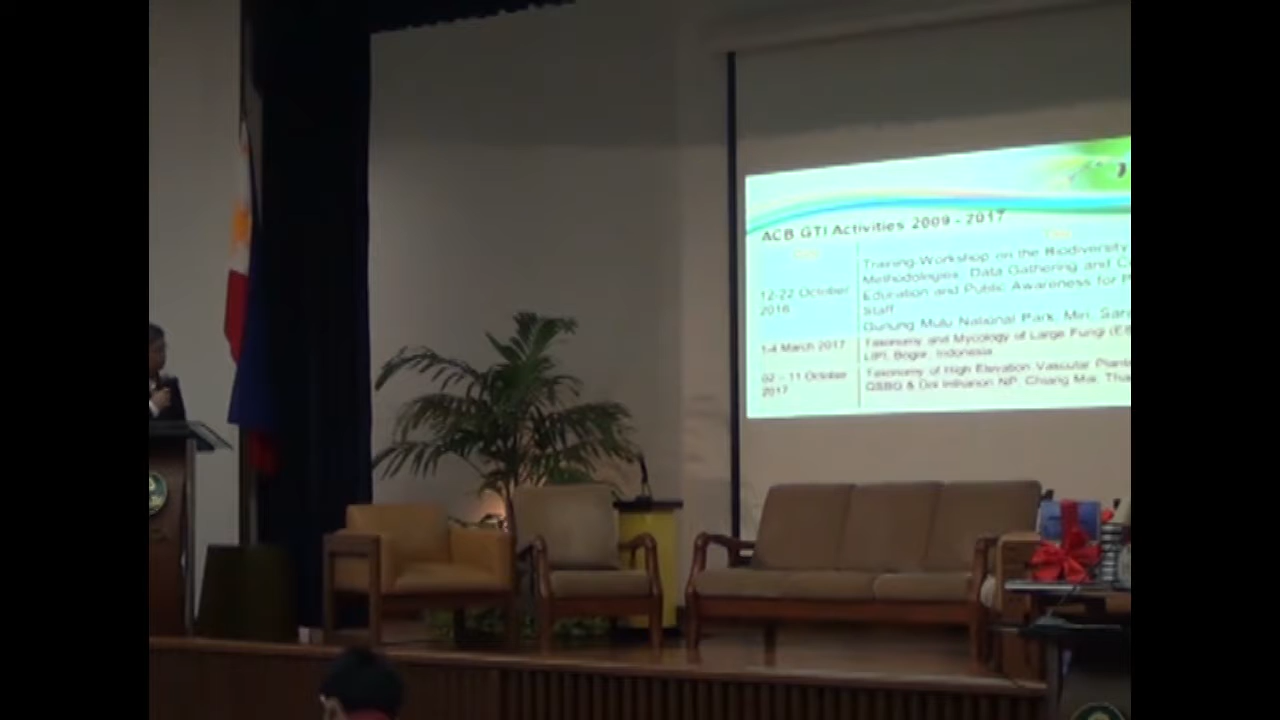 ACB GTI Activities 2009 - 2017
12-22 October 2016
Training Workshop on the Biodiversity
Methodologies, Data Gathering and
Education and Public Awareness for
Staff
Gunung Mulu National Park, Miri,
1-4 March 2017
Taxonomy and Mycology of Large Fungi
LIPI, Bogor, Indonesia
02 - 11 October 2017
Taxonomy of High Elevation Vascular
QSBG & Doi Inthanon NP, Chiang Mai,